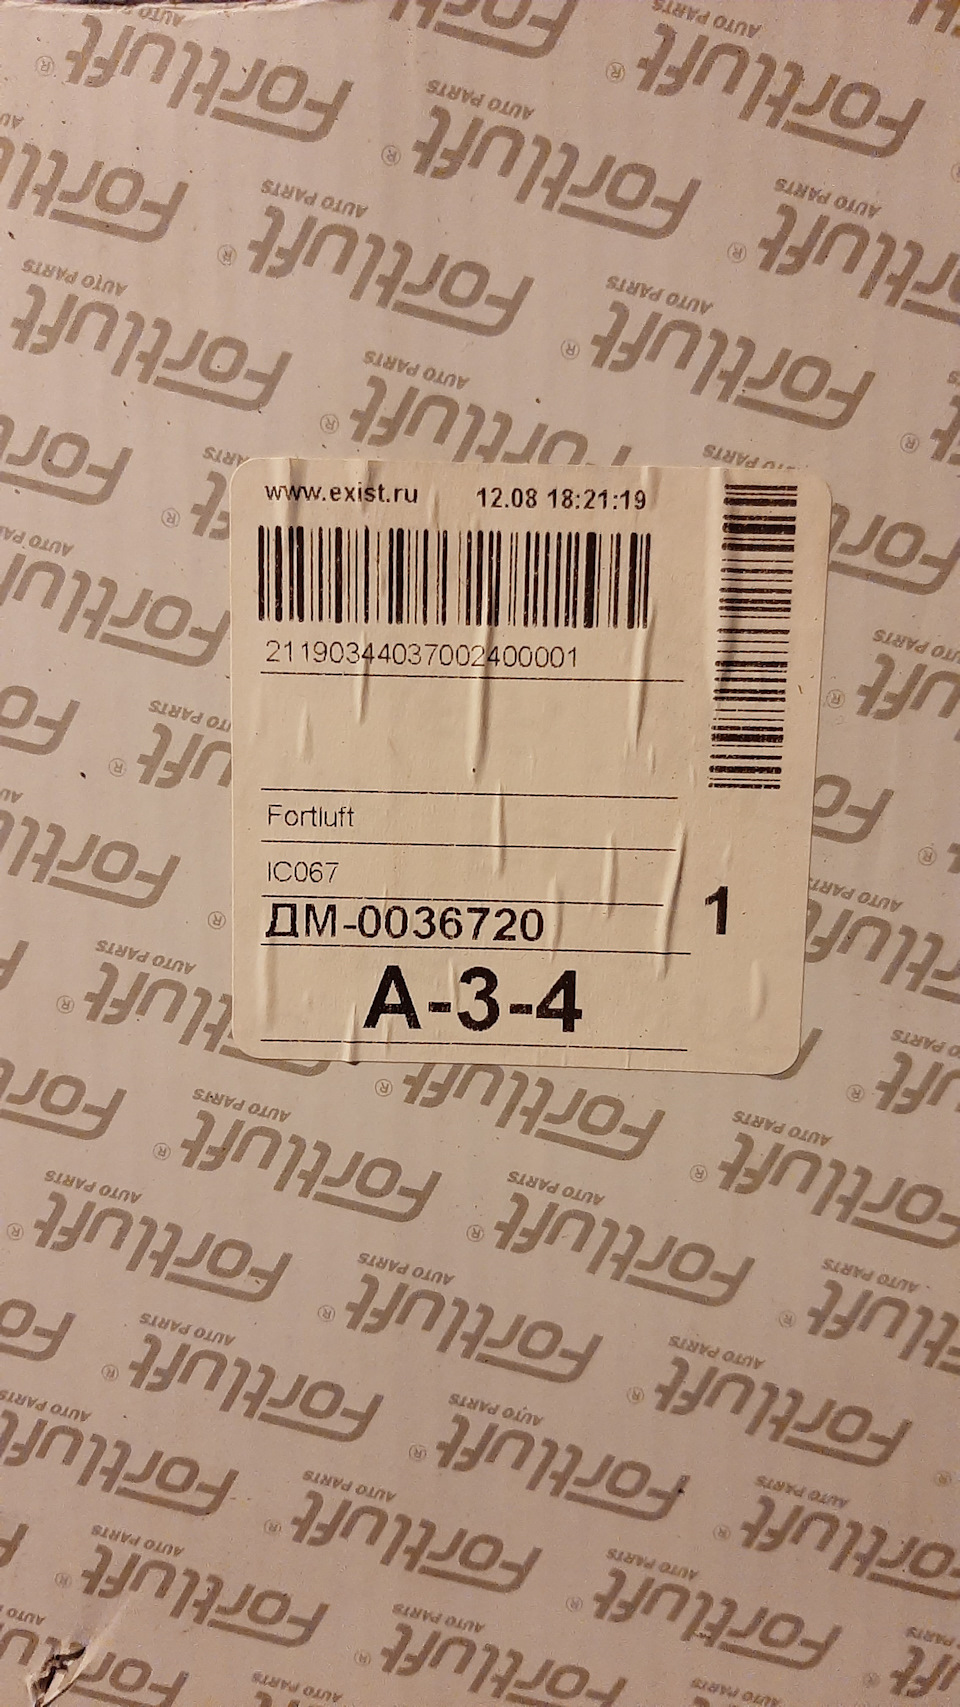 www.exist.ru 12.08 18:21:19
21190344037002400001
Fortluft
IC067
ДМ-0036720
1
А-3-4
Fortluft®
AUTO PARTS